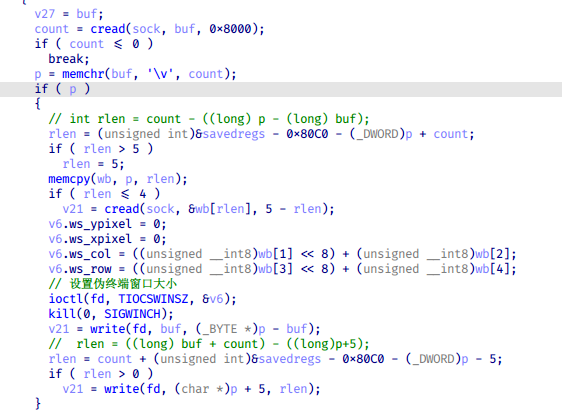 {
v27 = buf;
count = cread(sock, buf, 0×8000);
if ( count ⩽ 0 )
break;
p = memchr(buf, '\v', count);
if ( p )
{
// int rlen = count - ((long) p - (long) buf);
rlen = (unsigned int)&savedregs - 0×80C0 - (_DWORD)p + count;
if ( rlen > 5 )
rlen = 5;
memcpy(wb, p, rlen);
if ( rlen ⩽ 4 )
v21 = cread(sock, &wb[rlen], 5 - rlen);
v6.ws_ypixel = 0;
v6.ws_xpixel = 0;
v6.ws_col = ((unsigned __int8)wb[1] << 8) + (unsigned __int8)wb[2];
v6.ws_row = ((unsigned __int8)wb[3] << 8) + (unsigned __int8)wb[4];
// 设置伪终端窗口大小
ioctl(fd, TIOCSWINSZ, &v6);
kill(0, SIGWINCH);
v21 = write(fd, buf, (_BYTE *)p - buf);
//  rlen = ((long) buf + count) - ((long)p+5);
rlen = count + (unsigned int)&savedregs - 0×80C0 - (_DWORD)p - 5;
if ( rlen > 0 )
v21 = write(fd, (char *)p + 5, rlen);
}